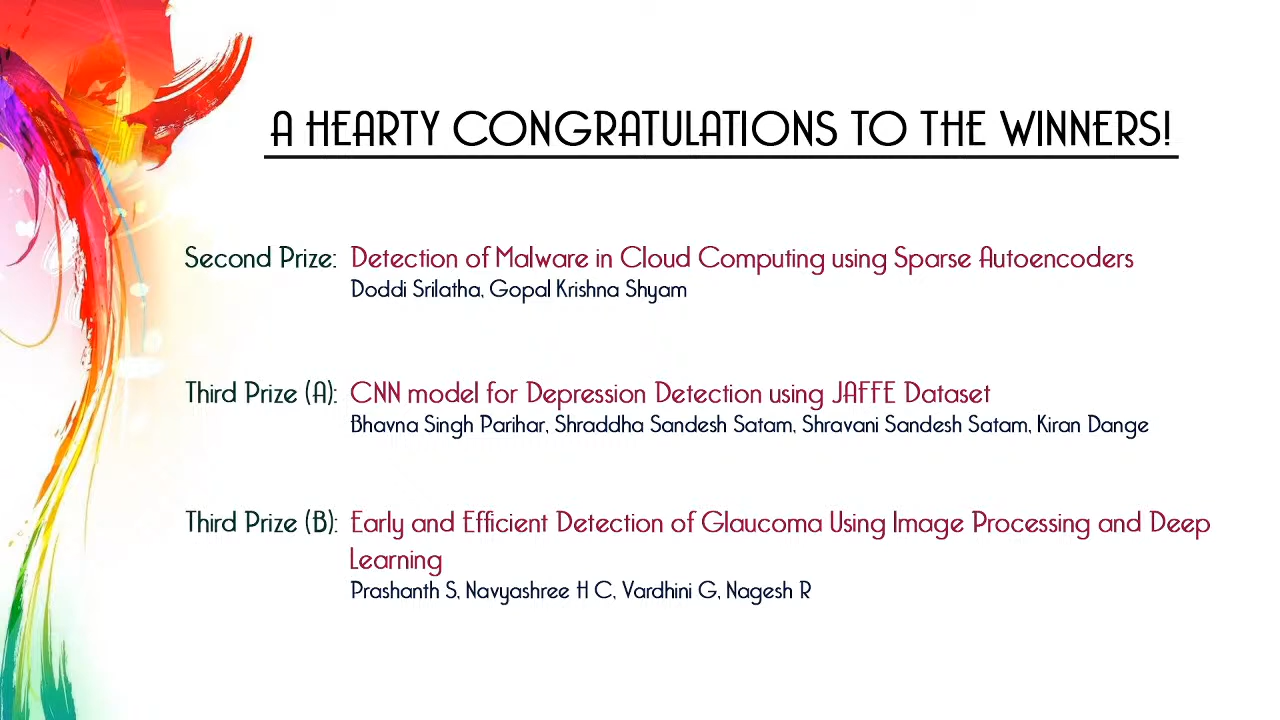 A HEARTY CONGRATULATIONS TO THE WINNERS!
Second Prize: Detection of Malware in Cloud Computing using Sparse Autoencoders
Doddi Srilatha, Gopal Krishna Shyam
Third Prize (A): CNN model for Depression Detection using JAFFE Dataset
Bhavna Singh Parihar, Shraddha Sandesh Satam, Shravani Sandesh Satam, Kiran Dange
Third Prize (B): Early and Efficient Detection of Glaucoma Using Image Processing and Deep
Learning
Prashanth S, Navyashree H C, Vardhini G, Nagesh R